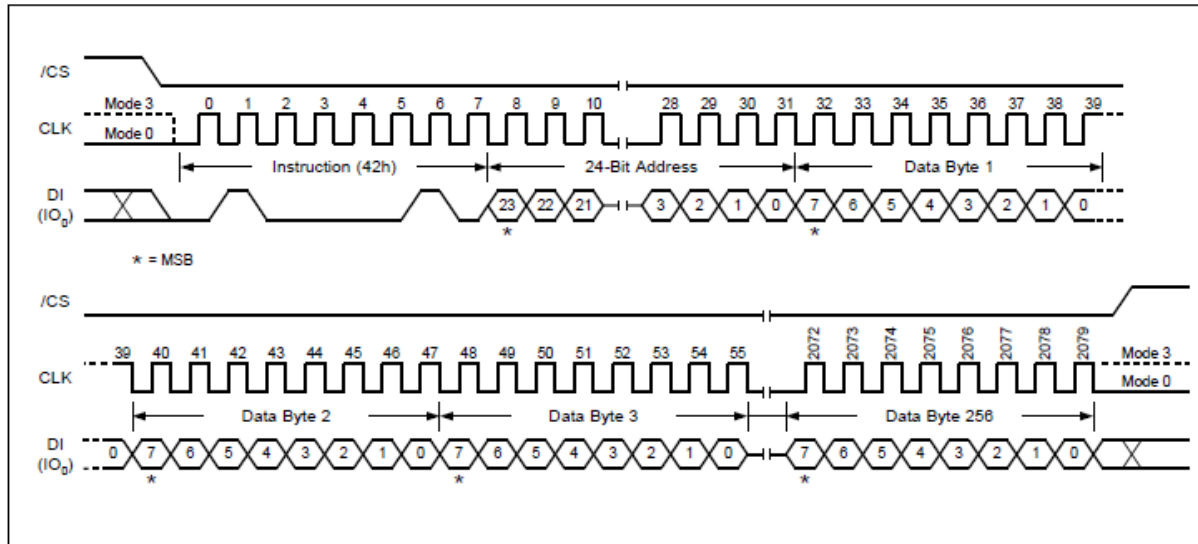 /CS
Mode 3 0 1 2 3 4 5 6 7 8 9 10 28 29 30 31 32 33 34 35 36 37 38 39
CLK Mode 0
Instruction (42h) 24-Bit Address Data Byte 1
DI
(IO0) 23 22 21 3 2 1 0 7 6 5 4 3 2 1 0
* *
* = MSB
/CS
39 40 41 42 43 44 45 46 47 48 49 50 51 52 53 54 55 2072 2073 2074 2075 2076 2077 2078 2079 Mode 3
CLK Mode 0
Data Byte 2 Data Byte 3 Data Byte 256
DI
(IO0) 0 7 6 5 4 3 2 1 0 7 6 5 4 3 2 1 0 7 6 5 4 3 2 1 0
* * *